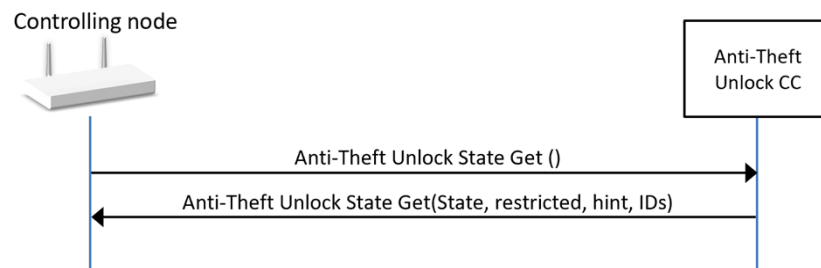 Controlling node
Anti-Theft
Unlock CC
Anti-Theft Unlock State Get ()
Anti-Theft Unlock State Get(State, restricted, hint, IDs)